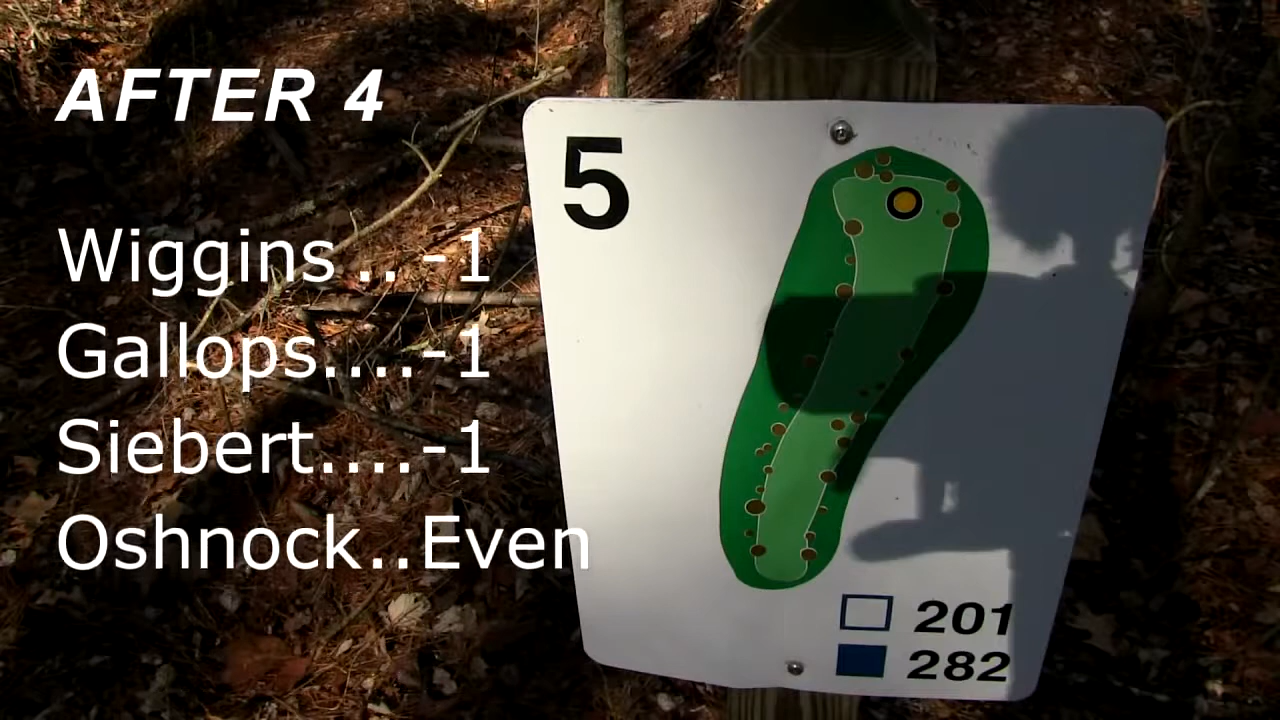 AFTER 4
Wiggins..-1
Gallops....-1
Siebert....-1
Oshnock..Even
5
201
282